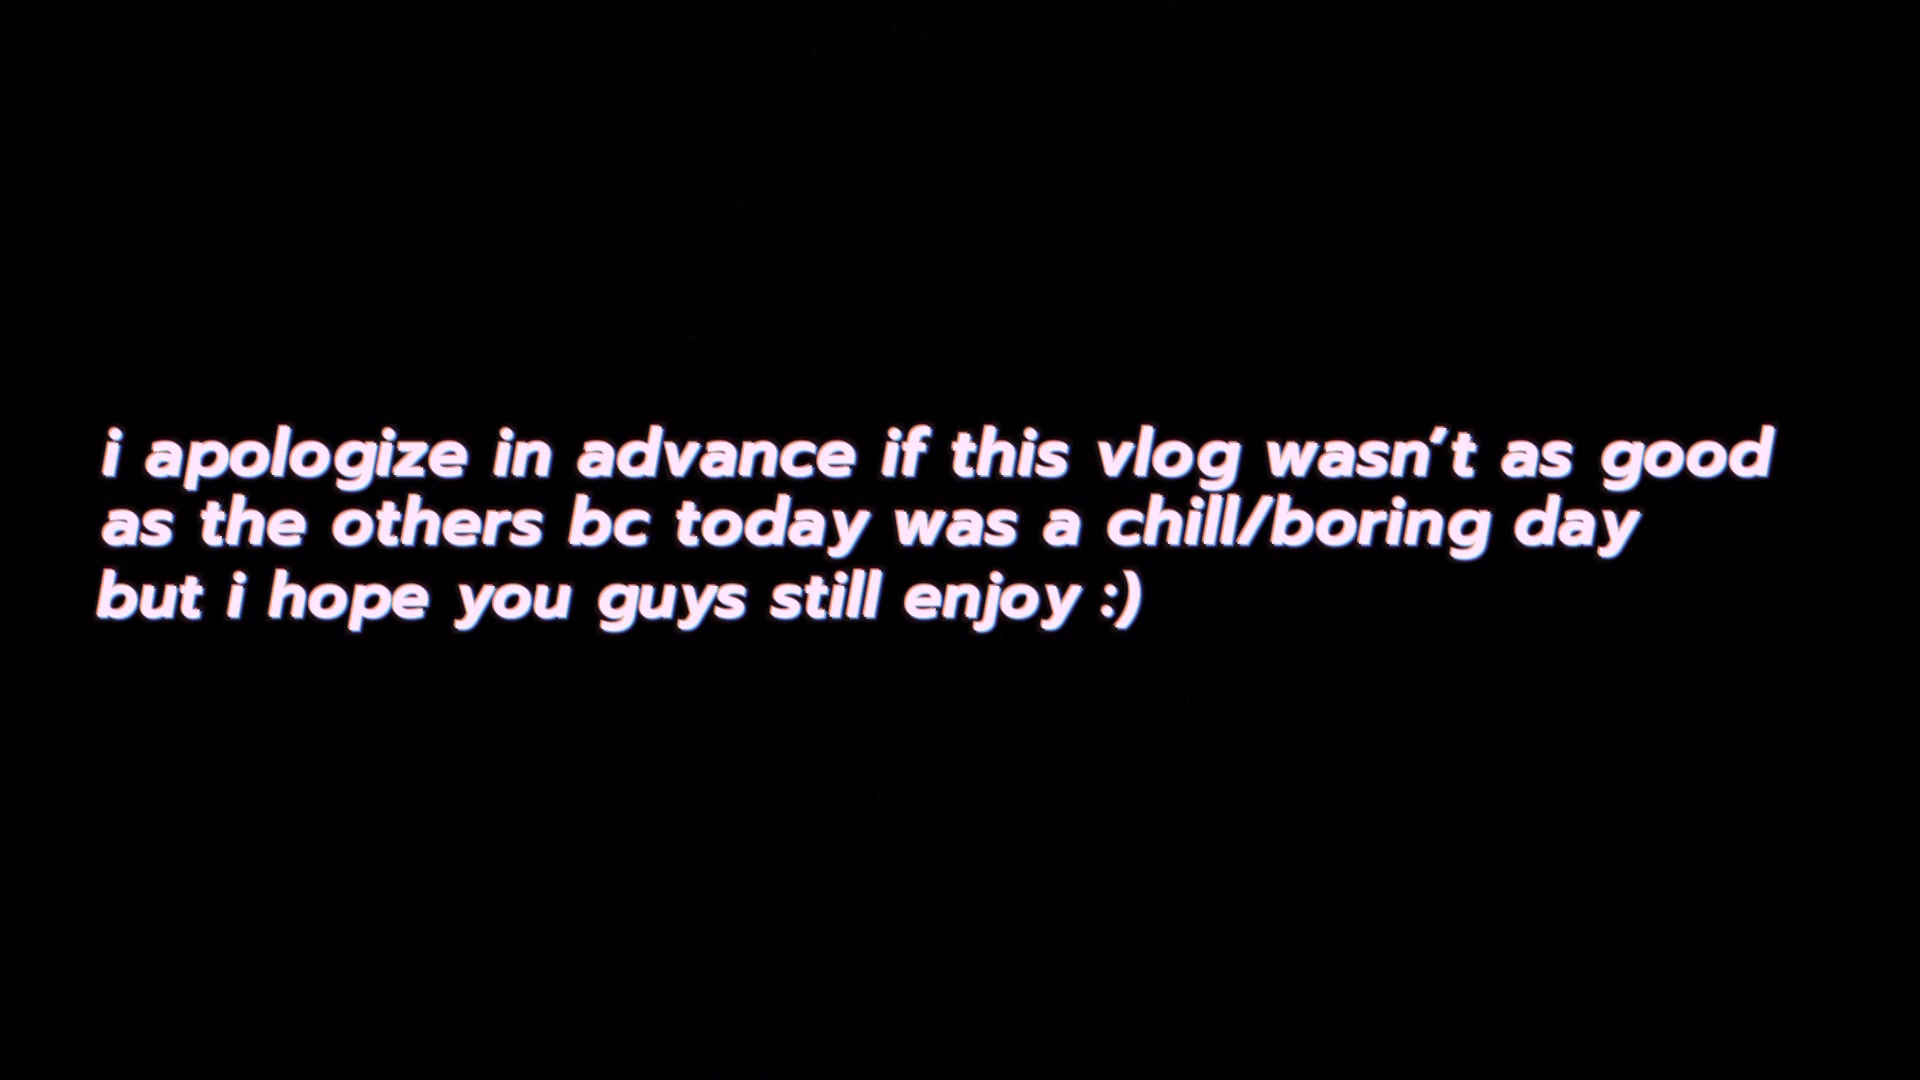 i apologize in advance if this vlog wasn't as good
as the others bc today was a chill/boring day
but i hope you guys still enjoy :)